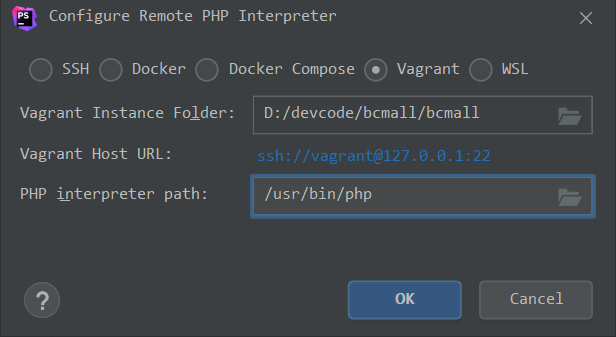 PS Configure Remote PHP Interpreter
SSH Docker Docker Compose Vagrant WSL
Vagrant Instance Folder: D:/devcode/bcmall/bcmall
Vagrant Host URL: ssh://vagrant@127.0.0.1:22
PHP interpreter path: /usr/bin/php
? OK Cancel